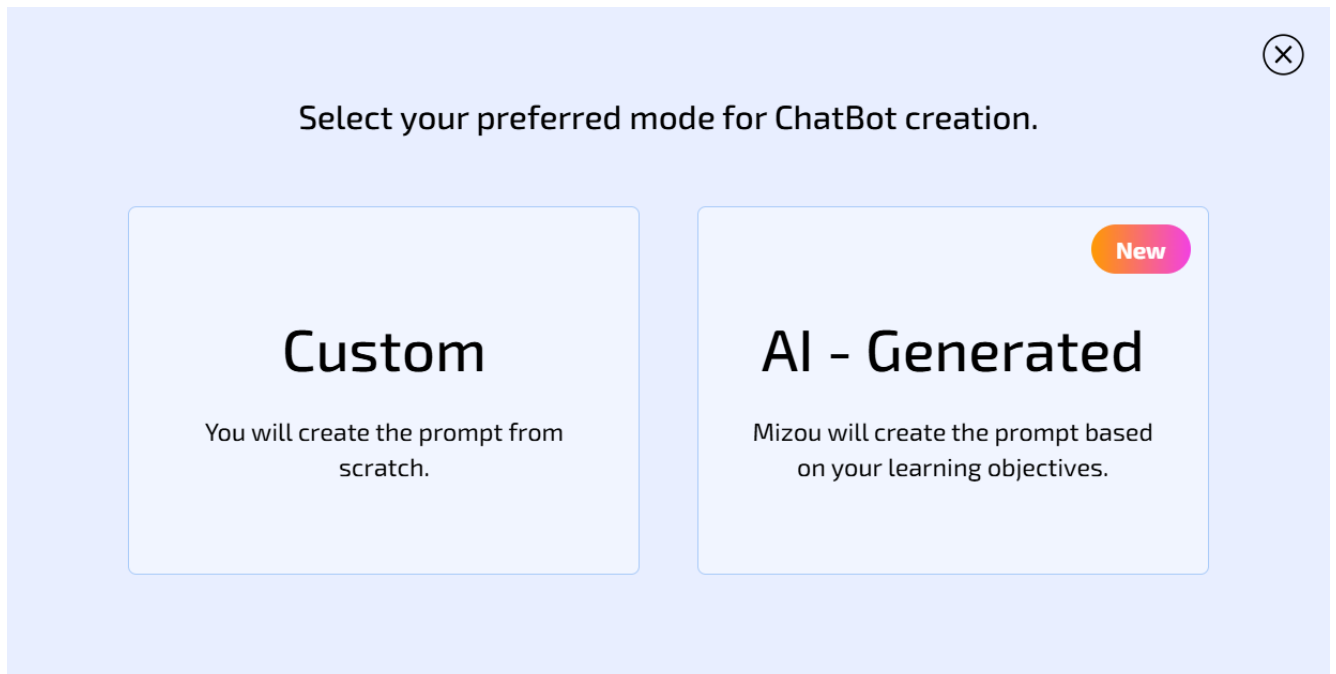 Select your preferred mode for ChatBot creation.
Custom
You will create the prompt from
scratch.
New
AI - Generated
Mizou will create the prompt based
on your learning objectives.